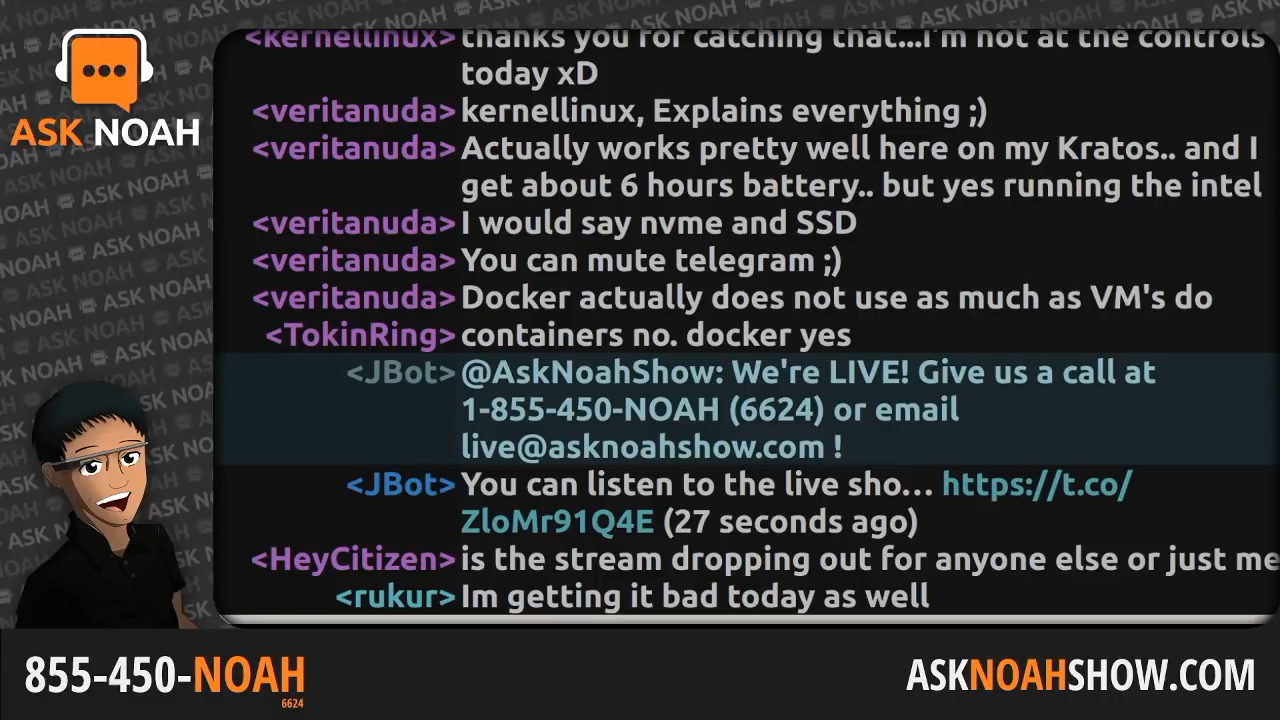 ASK NOAH
<kernellinux> thanks you for catching that...i'm not at the controls
today xD
<veritanuda> kernellinux, Explains everything ;)
<veritanuda> Actually works pretty well here on my Kratos.. and I
get about 6 hours battery.. but yes running the intel
<veritanuda> I would say nvme and SSD
<veritanuda> You can mute telegram ;)
<veritanuda> Docker actually does not use as much as VM's do
<TokinRing> containers no. docker yes
<JBot> @AskNoahShow: We're LIVE! Give us a call at
1-855-450-NOAH (6624) or email
live@asknoahshow.com !
<JBot> You can listen to the live sho... https://t.co/
ZloMr91Q4E (27 seconds ago)
<HeyCitizen> is the stream dropping out for anyone else or just me
<rukur> Im getting it bad today as well
855-450-NOAH
6624
ASKNOAHSHOW.COM